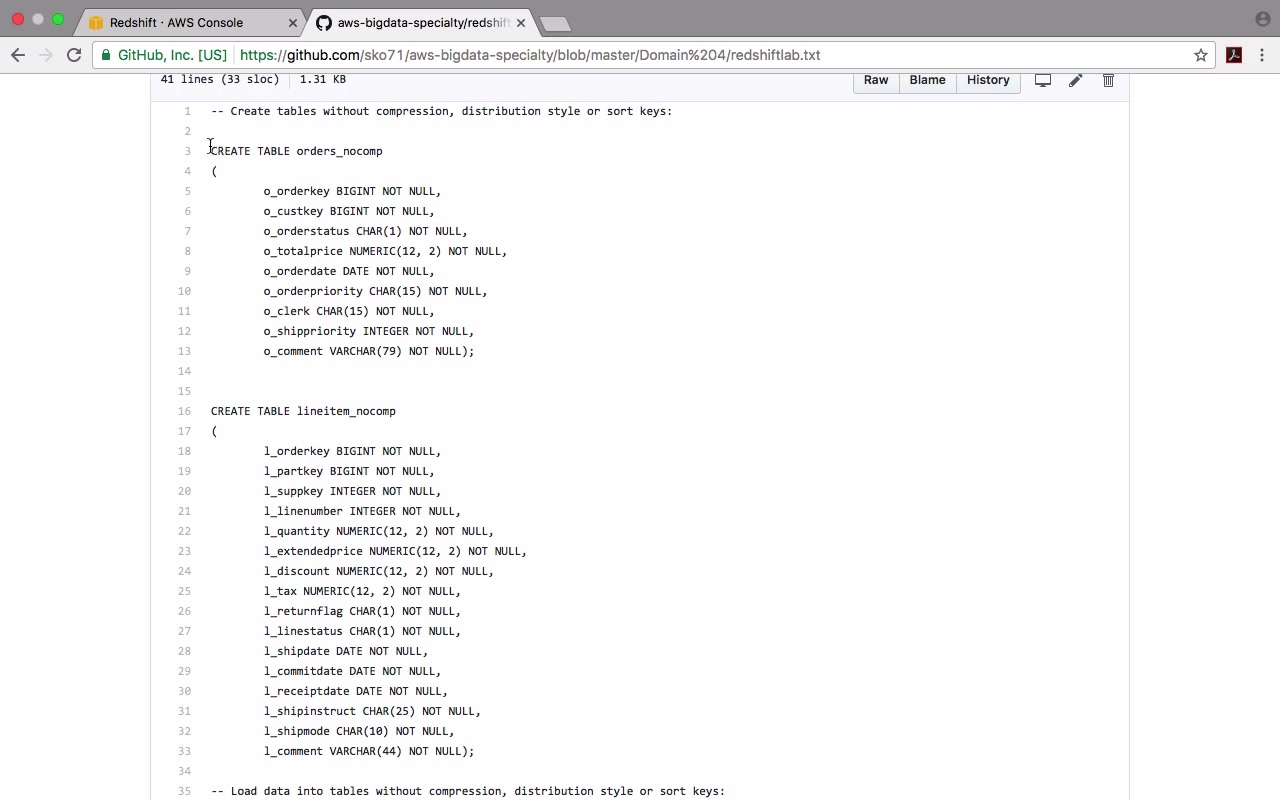 Redshift · AWS Console
aws-bigdata-specialty/redshift
GitHub, Inc. [US] https://github.com/sko71/aws-bigdata-specialty/blob/master/Domain%204/redshiftlab.txt
41 lines (33 sloc) 1.31 KB Raw Blame History
1 -- Create tables without compression, distribution style or sort keys:
2
3 CREATE TABLE orders_nocomp
4 (
5 o_orderkey BIGINT NOT NULL,
6 o_custkey BIGINT NOT NULL,
7 o_orderstatus CHAR(1) NOT NULL,
8 o_totalprice NUMERIC(12, 2) NOT NULL,
9 o_orderdate DATE NOT NULL,
10 o_orderpriority CHAR(15) NOT NULL,
11 o_clerk CHAR(15) NOT NULL,
12 o_shippriority INTEGER NOT NULL,
13 o_comment VARCHAR(79) NOT NULL);
14
15
16 CREATE TABLE lineitem_nocomp
17 (
18 l_orderkey BIGINT NOT NULL,
19 l_partkey BIGINT NOT NULL,
20 l_suppkey INTEGER NOT NULL,
21 l_linenumber INTEGER NOT NULL,
22 l_quantity NUMERIC(12, 2) NOT NULL,
23 l_extendedprice NUMERIC(12, 2) NOT NULL,
24 l_discount NUMERIC(12, 2) NOT NULL,
25 l_tax NUMERIC(12, 2) NOT NULL,
26 l_returnflag CHAR(1) NOT NULL,
27 l_linestatus CHAR(1) NOT NULL,
28 l_shipdate DATE NOT NULL,
29 l_commitdate DATE NOT NULL,
30 l_receiptdate DATE NOT NULL,
31 l_shipinstruct CHAR(25) NOT NULL,
32 l_shipmode CHAR(10) NOT NULL,
33 l_comment VARCHAR(44) NOT NULL);
34
35 -- Load data into tables without compression, distribution style or sort keys: